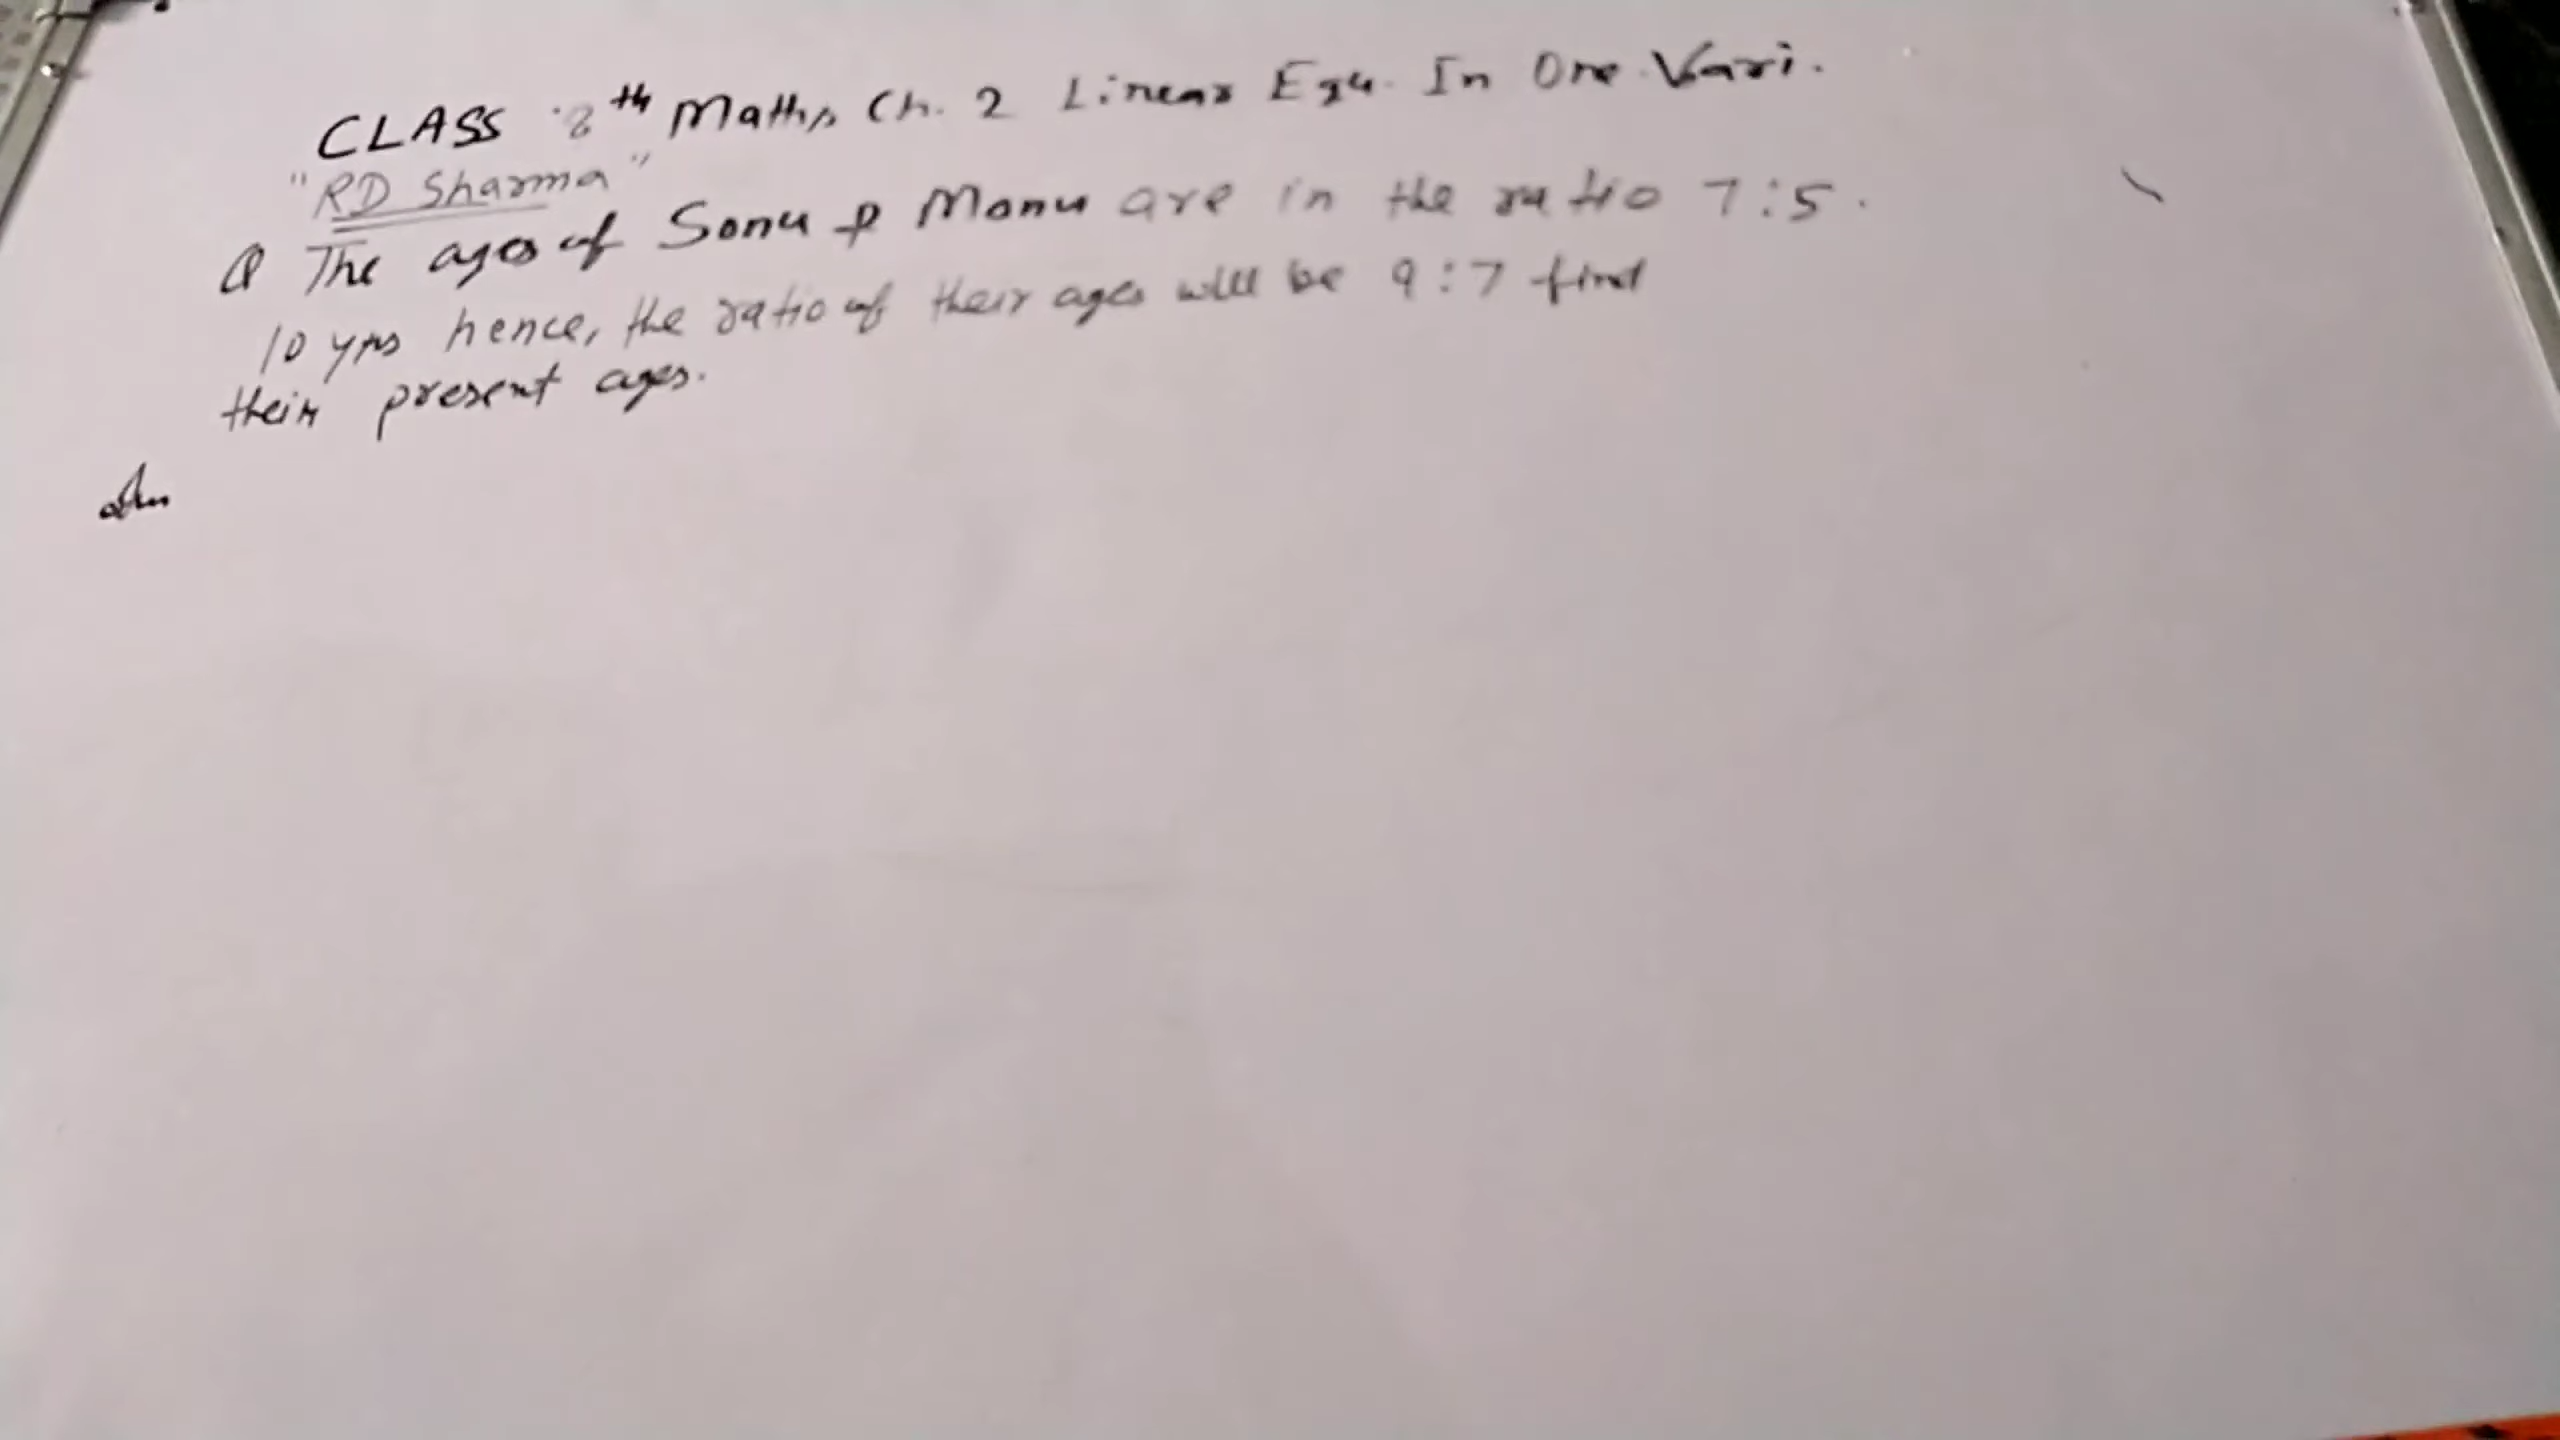 CLASS 8th Maths Ch. 2 Linear Equ. In One Vari.
"RD Sharma"
Q The ages of Sonu & Monu are in the ratio 7:5.
10 yrs hence, the ratio of their ages will be 9:7 find
their present ages.
Ans